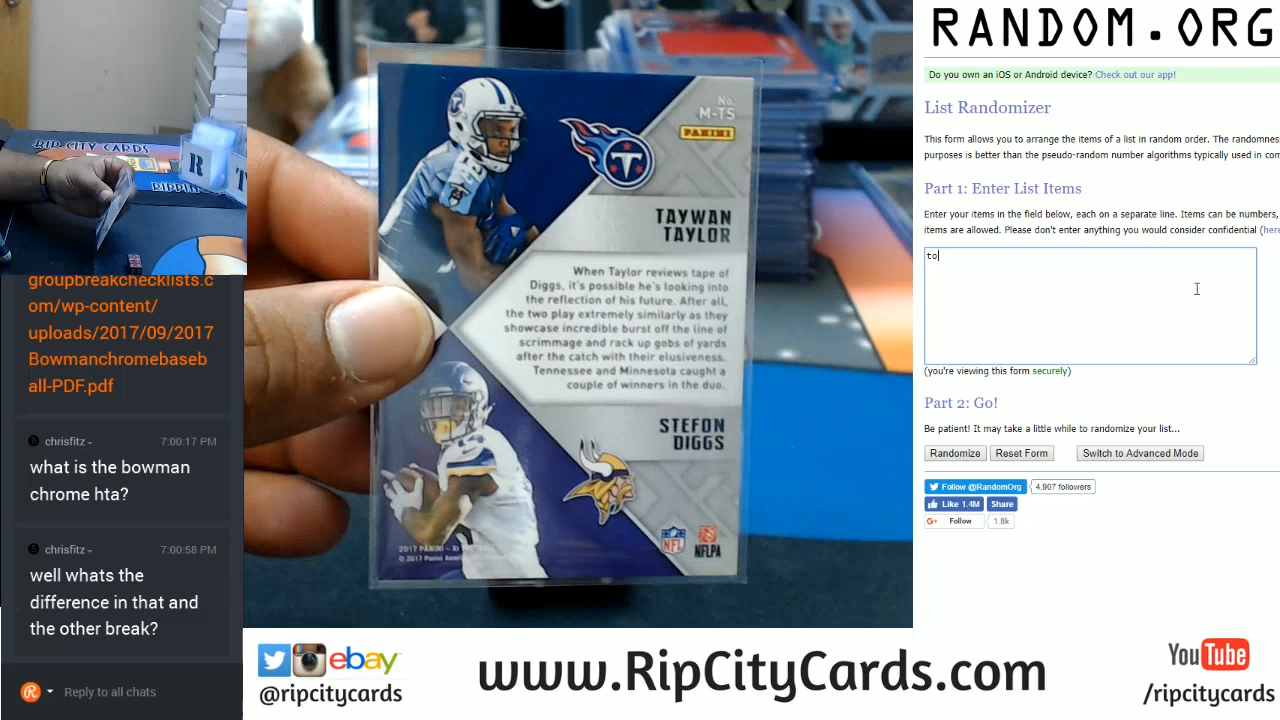 RIP CITY CARDS
RIPPIN
R
T
groupbreakchecklists.c
om/wp-content/
uploads/2017/09/2017
Bowmanchromebaseb
all-PDF.pdf
chrisfitz
7:00:17 PM
what is the bowman
chrome hta?
chrisfitz
7:00:58 PM
well whats the
difference in that and
the other break?
Reply to all chats
No.
M-TS
PANINI
T
TAYWAN
TAYLOR
When Taylor reviews tape of
Diggs, it's possible he's looking into
the reflection of his future. After all,
the two play extremely similarly as they
showcase incredible burst off the line of
scrimmage and rack up gobs of yards
after the catch with their elusiveness.
Tennessee and Minnesota caught a
couple of winners in the duo.
STEFON
DIGGS
NFL
NFLPA
2017 PANINI –
© 2017 Panini
RANDOM.ORG
Do you own an iOS or Android device? Check out our app!
List Randomizer
This form allows you to arrange the items of a list in random order. The randomnes
purposes is better than the pseudo-random number algorithms typically used in com
Part 1: Enter List Items
Enter your items in the field below, each on a separate line. Items can be numbers,
items are allowed. Please don't enter anything you would consider confidential (here
to
(you're viewing this form securely)
Part 2: Go!
Be patient! It may take a little while to randomize your list...
Randomize Reset Form Switch to Advanced Mode
Follow @RandomOrg 4,907 followers
Like 1.4M Share
G+ Follow 1.8k
ebay
@ripcitycards
www.RipCityCards.com
YouTube
/ripcitycards